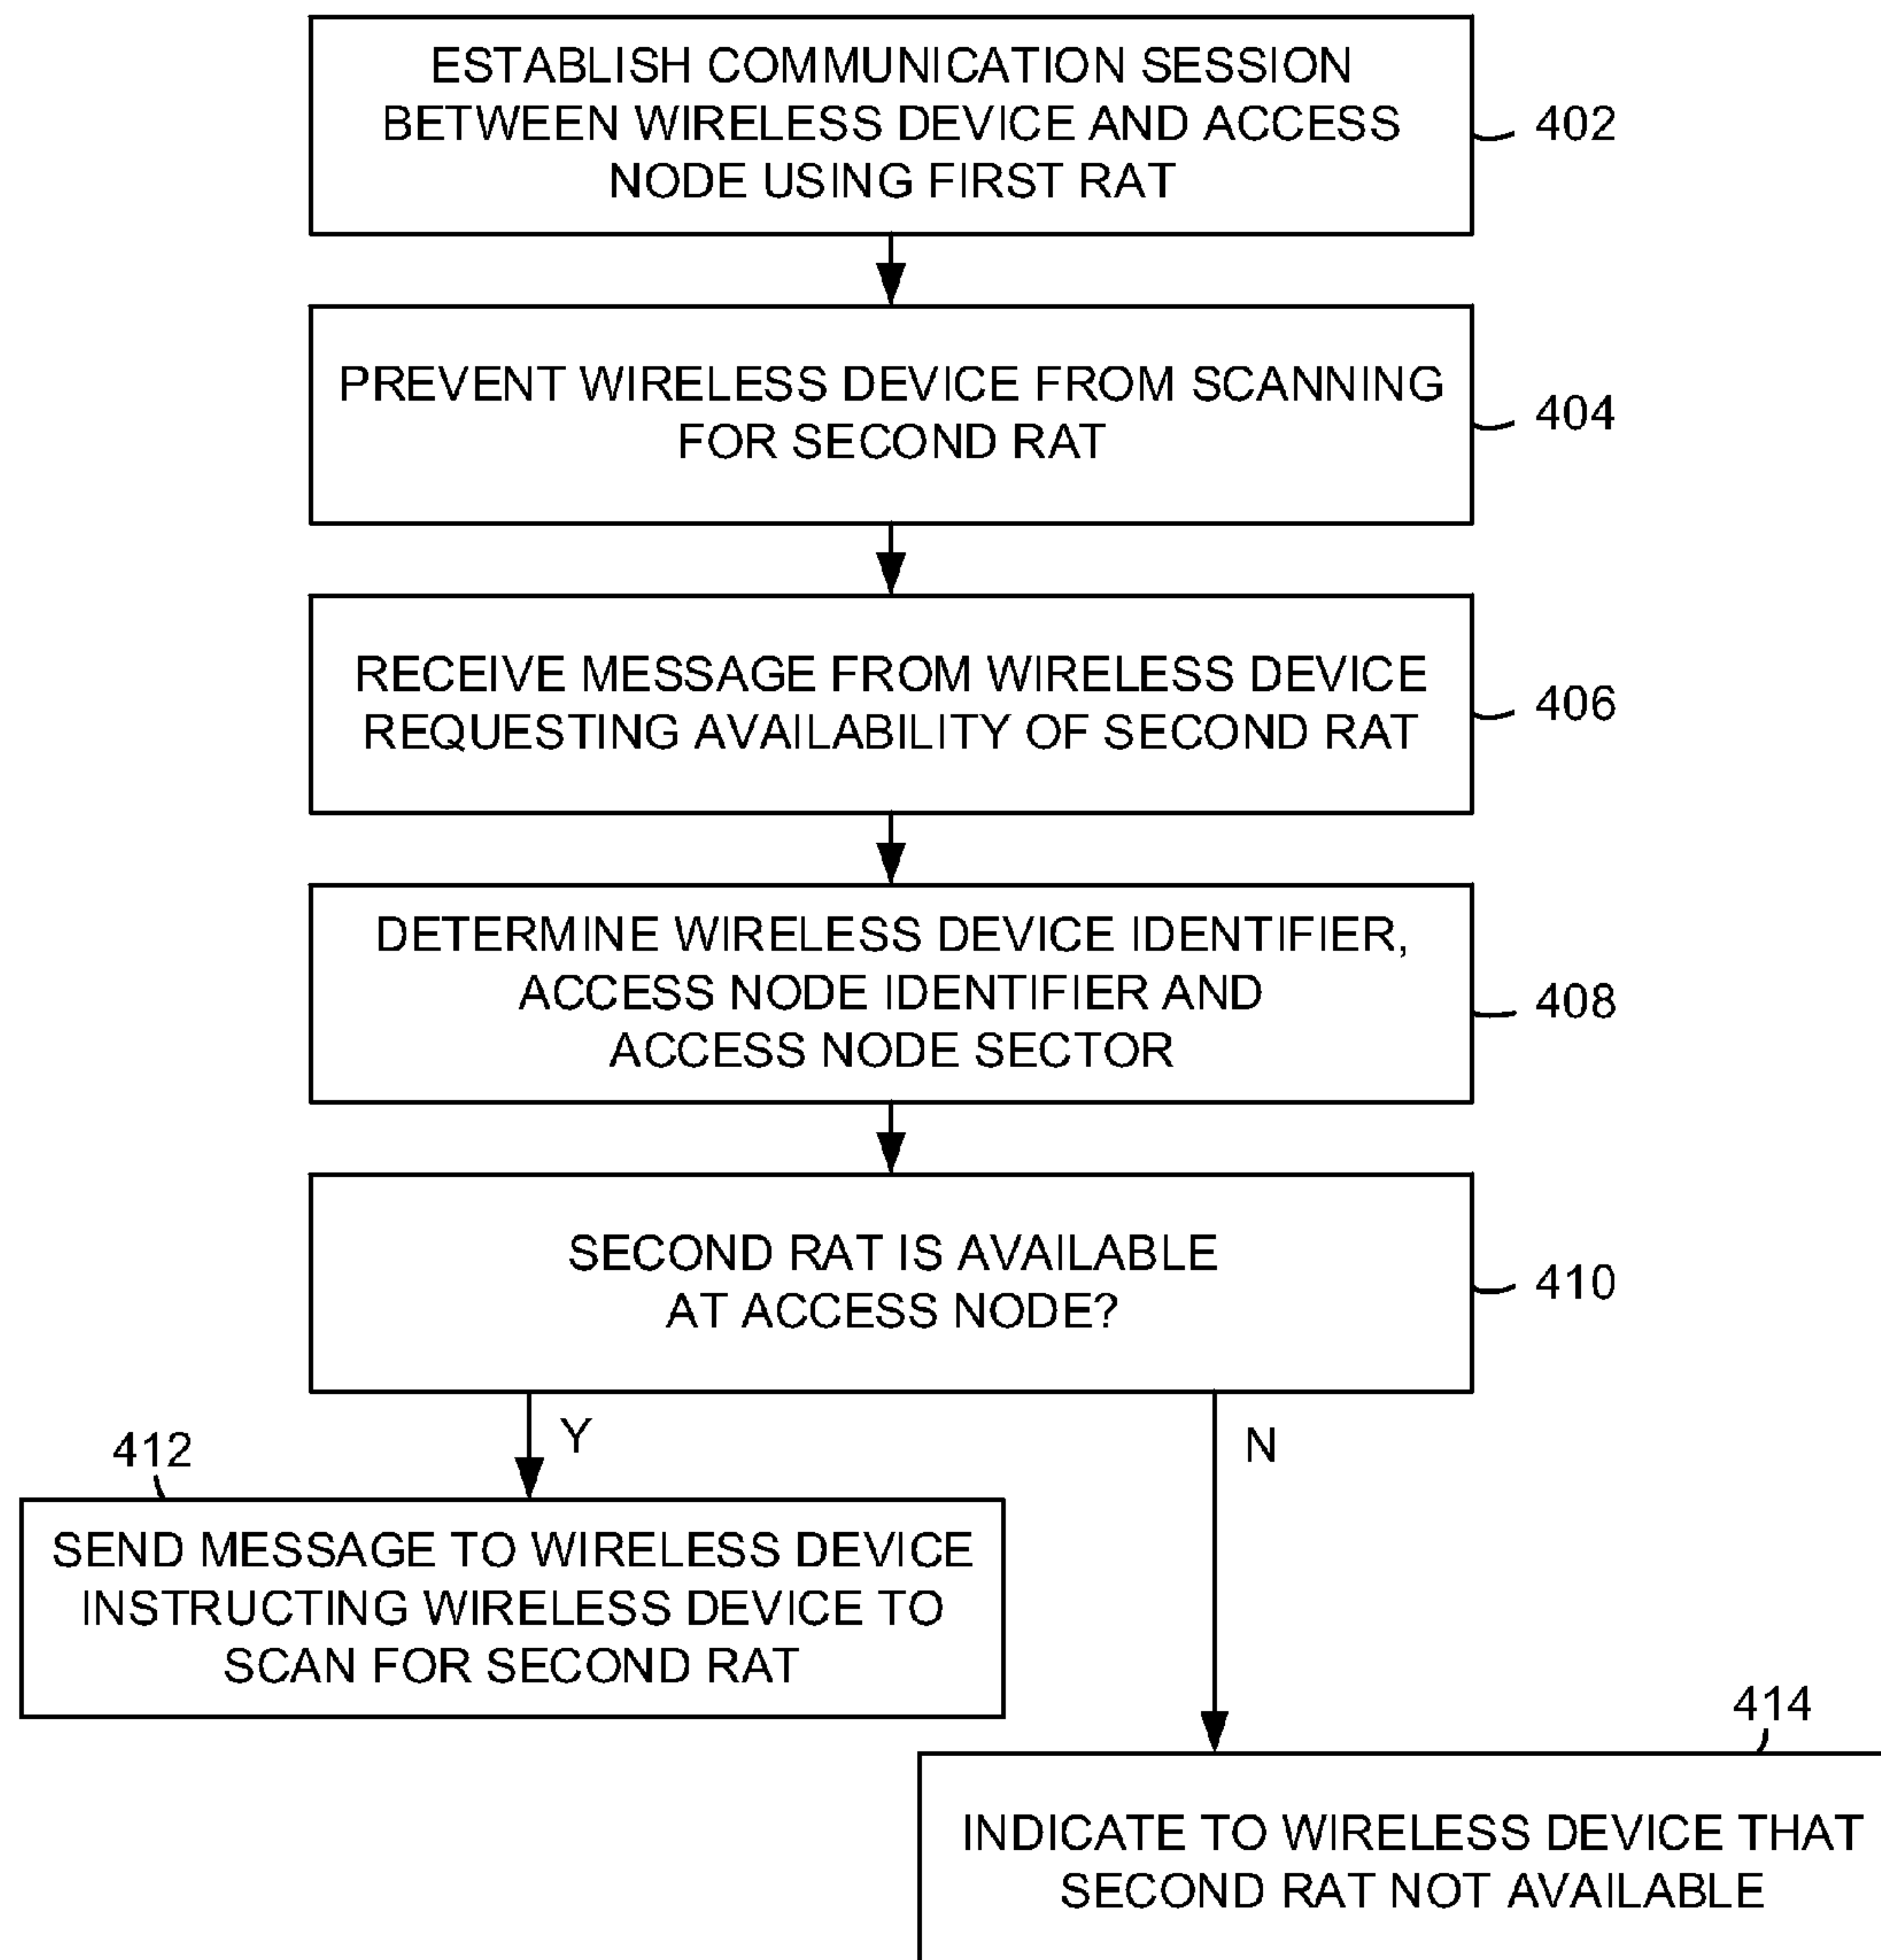 ESTABLISH COMMUNICATION SESSION
BETWEEN WIRELESS DEVICE AND ACCESS
NODE USING FIRST RAT
402
PREVENT WIRELESS DEVICE FROM SCANNING
FOR SECOND RAT
404
RECEIVE MESSAGE FROM WIRELESS DEVICE
REQUESTING AVAILABILITY OF SECOND RAT
406
DETERMINE WIRELESS DEVICE IDENTIFIER,
ACCESS NODE IDENTIFIER AND
ACCESS NODE SECTOR
408
SECOND RAT IS AVAILABLE
AT ACCESS NODE?
410
Y
N
412
SEND MESSAGE TO WIRELESS DEVICE
INSTRUCTING WIRELESS DEVICE TO
SCAN FOR SECOND RAT
414
INDICATE TO WIRELESS DEVICE THAT
SECOND RAT NOT AVAILABLE